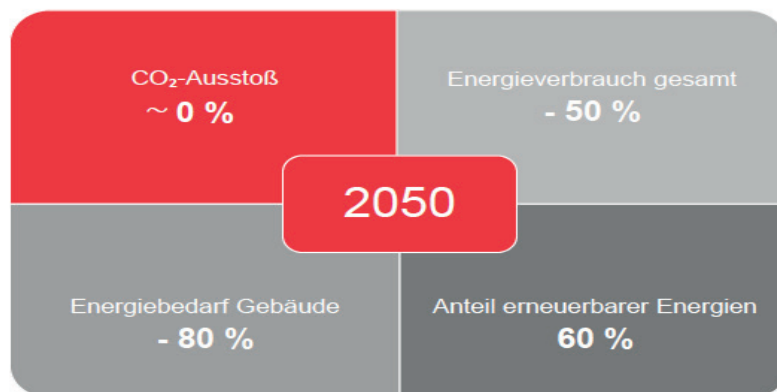 CO₂-Ausstoß
~ 0 %
Energieverbrauch gesamt
- 50 %
2050
Energiebedarf Gebäude
- 80 %
Anteil erneuerbarer Energien
60 %